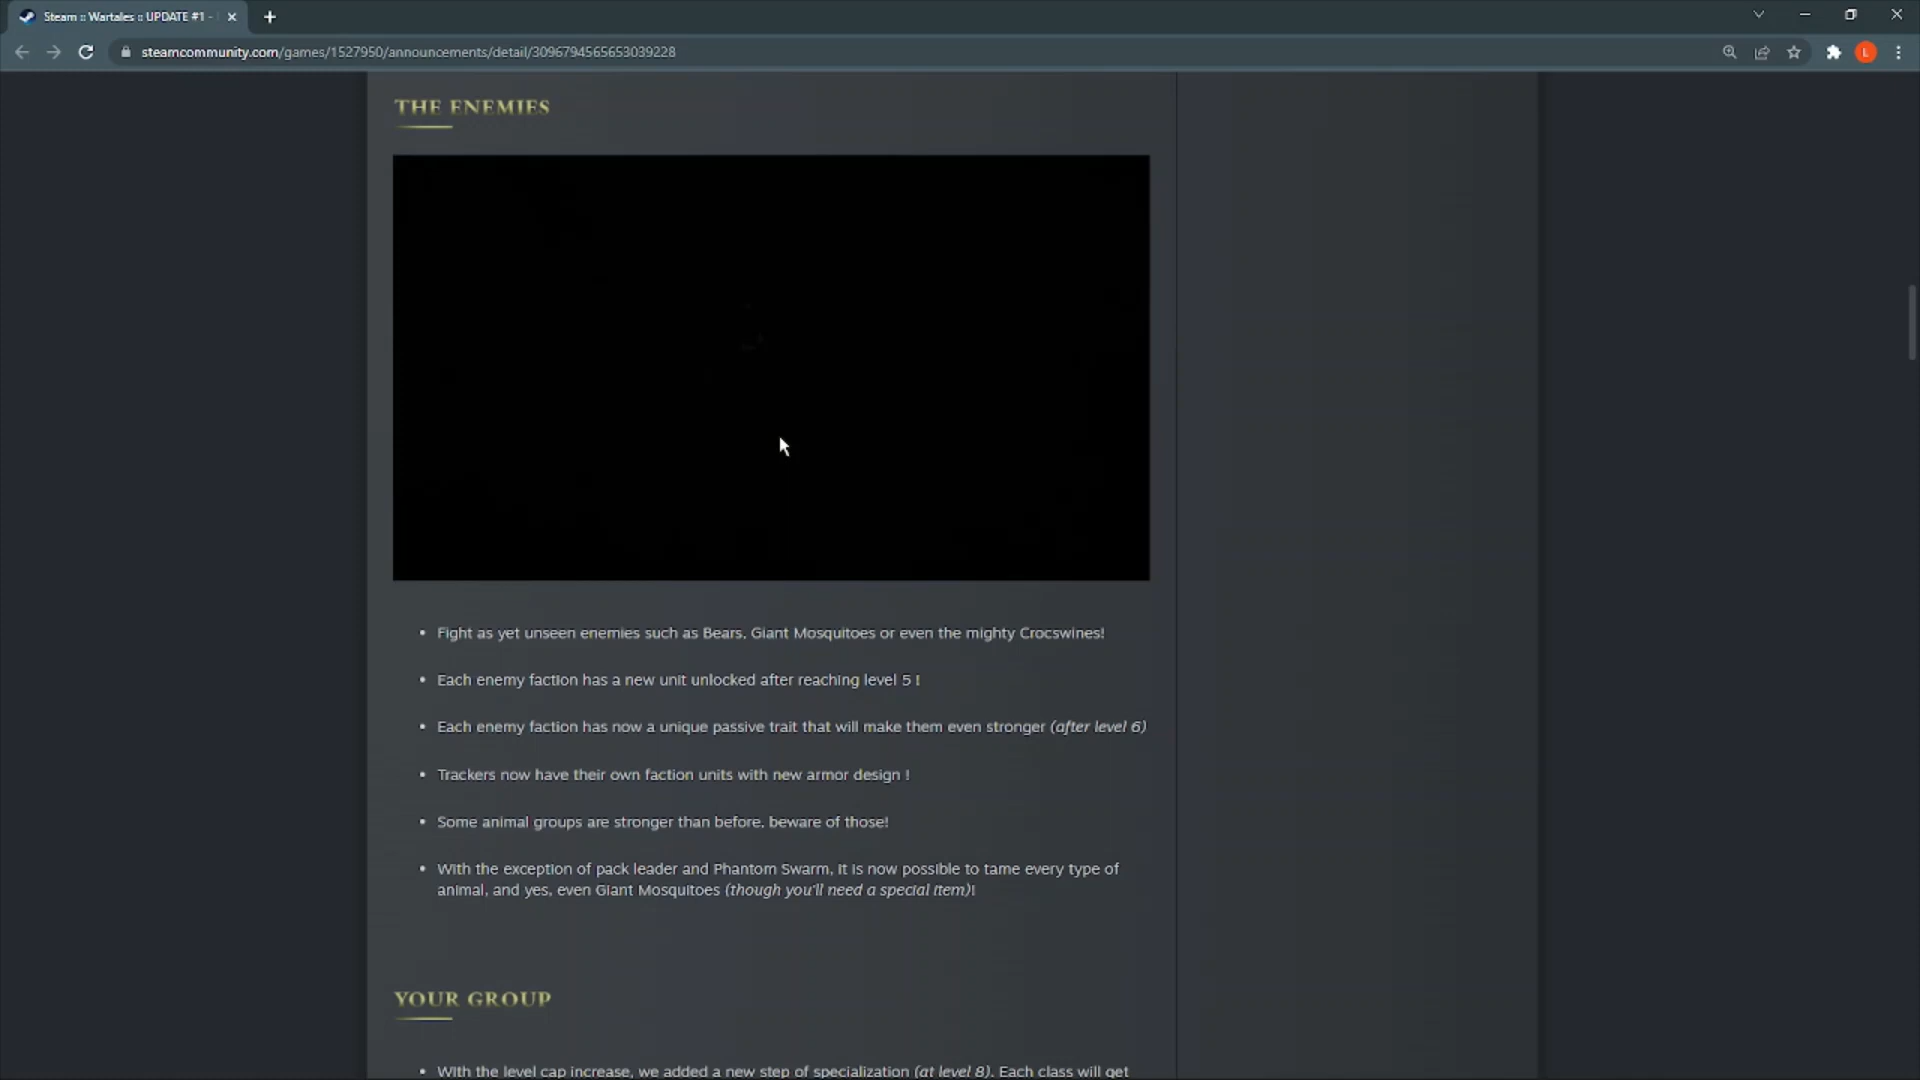 Steam :: Wartales :: UPDATE #1 -
steamcommunity.com/games/1527950/announcements/detail/3096794565653039228
L
THE ENEMIES
• Fight as yet unseen enemies such as Bears, Giant Mosquitoes or even the mighty Crocswines!
• Each enemy faction has a new unit unlocked after reaching level 5 !
• Each enemy faction has now a unique passive trait that will make them even stronger (after level 6)
• Trackers now have their own faction units with new armor design !
• Some animal groups are stronger than before, beware of those!
• With the exception of pack leader and Phantom Swarm, it is now possible to tame every type of
animal, and yes, even Giant Mosquitoes (though you'll need a special item)!
YOUR GROUP
• With the level cap increase, we added a new step of specialization (at level 8). Each class will get